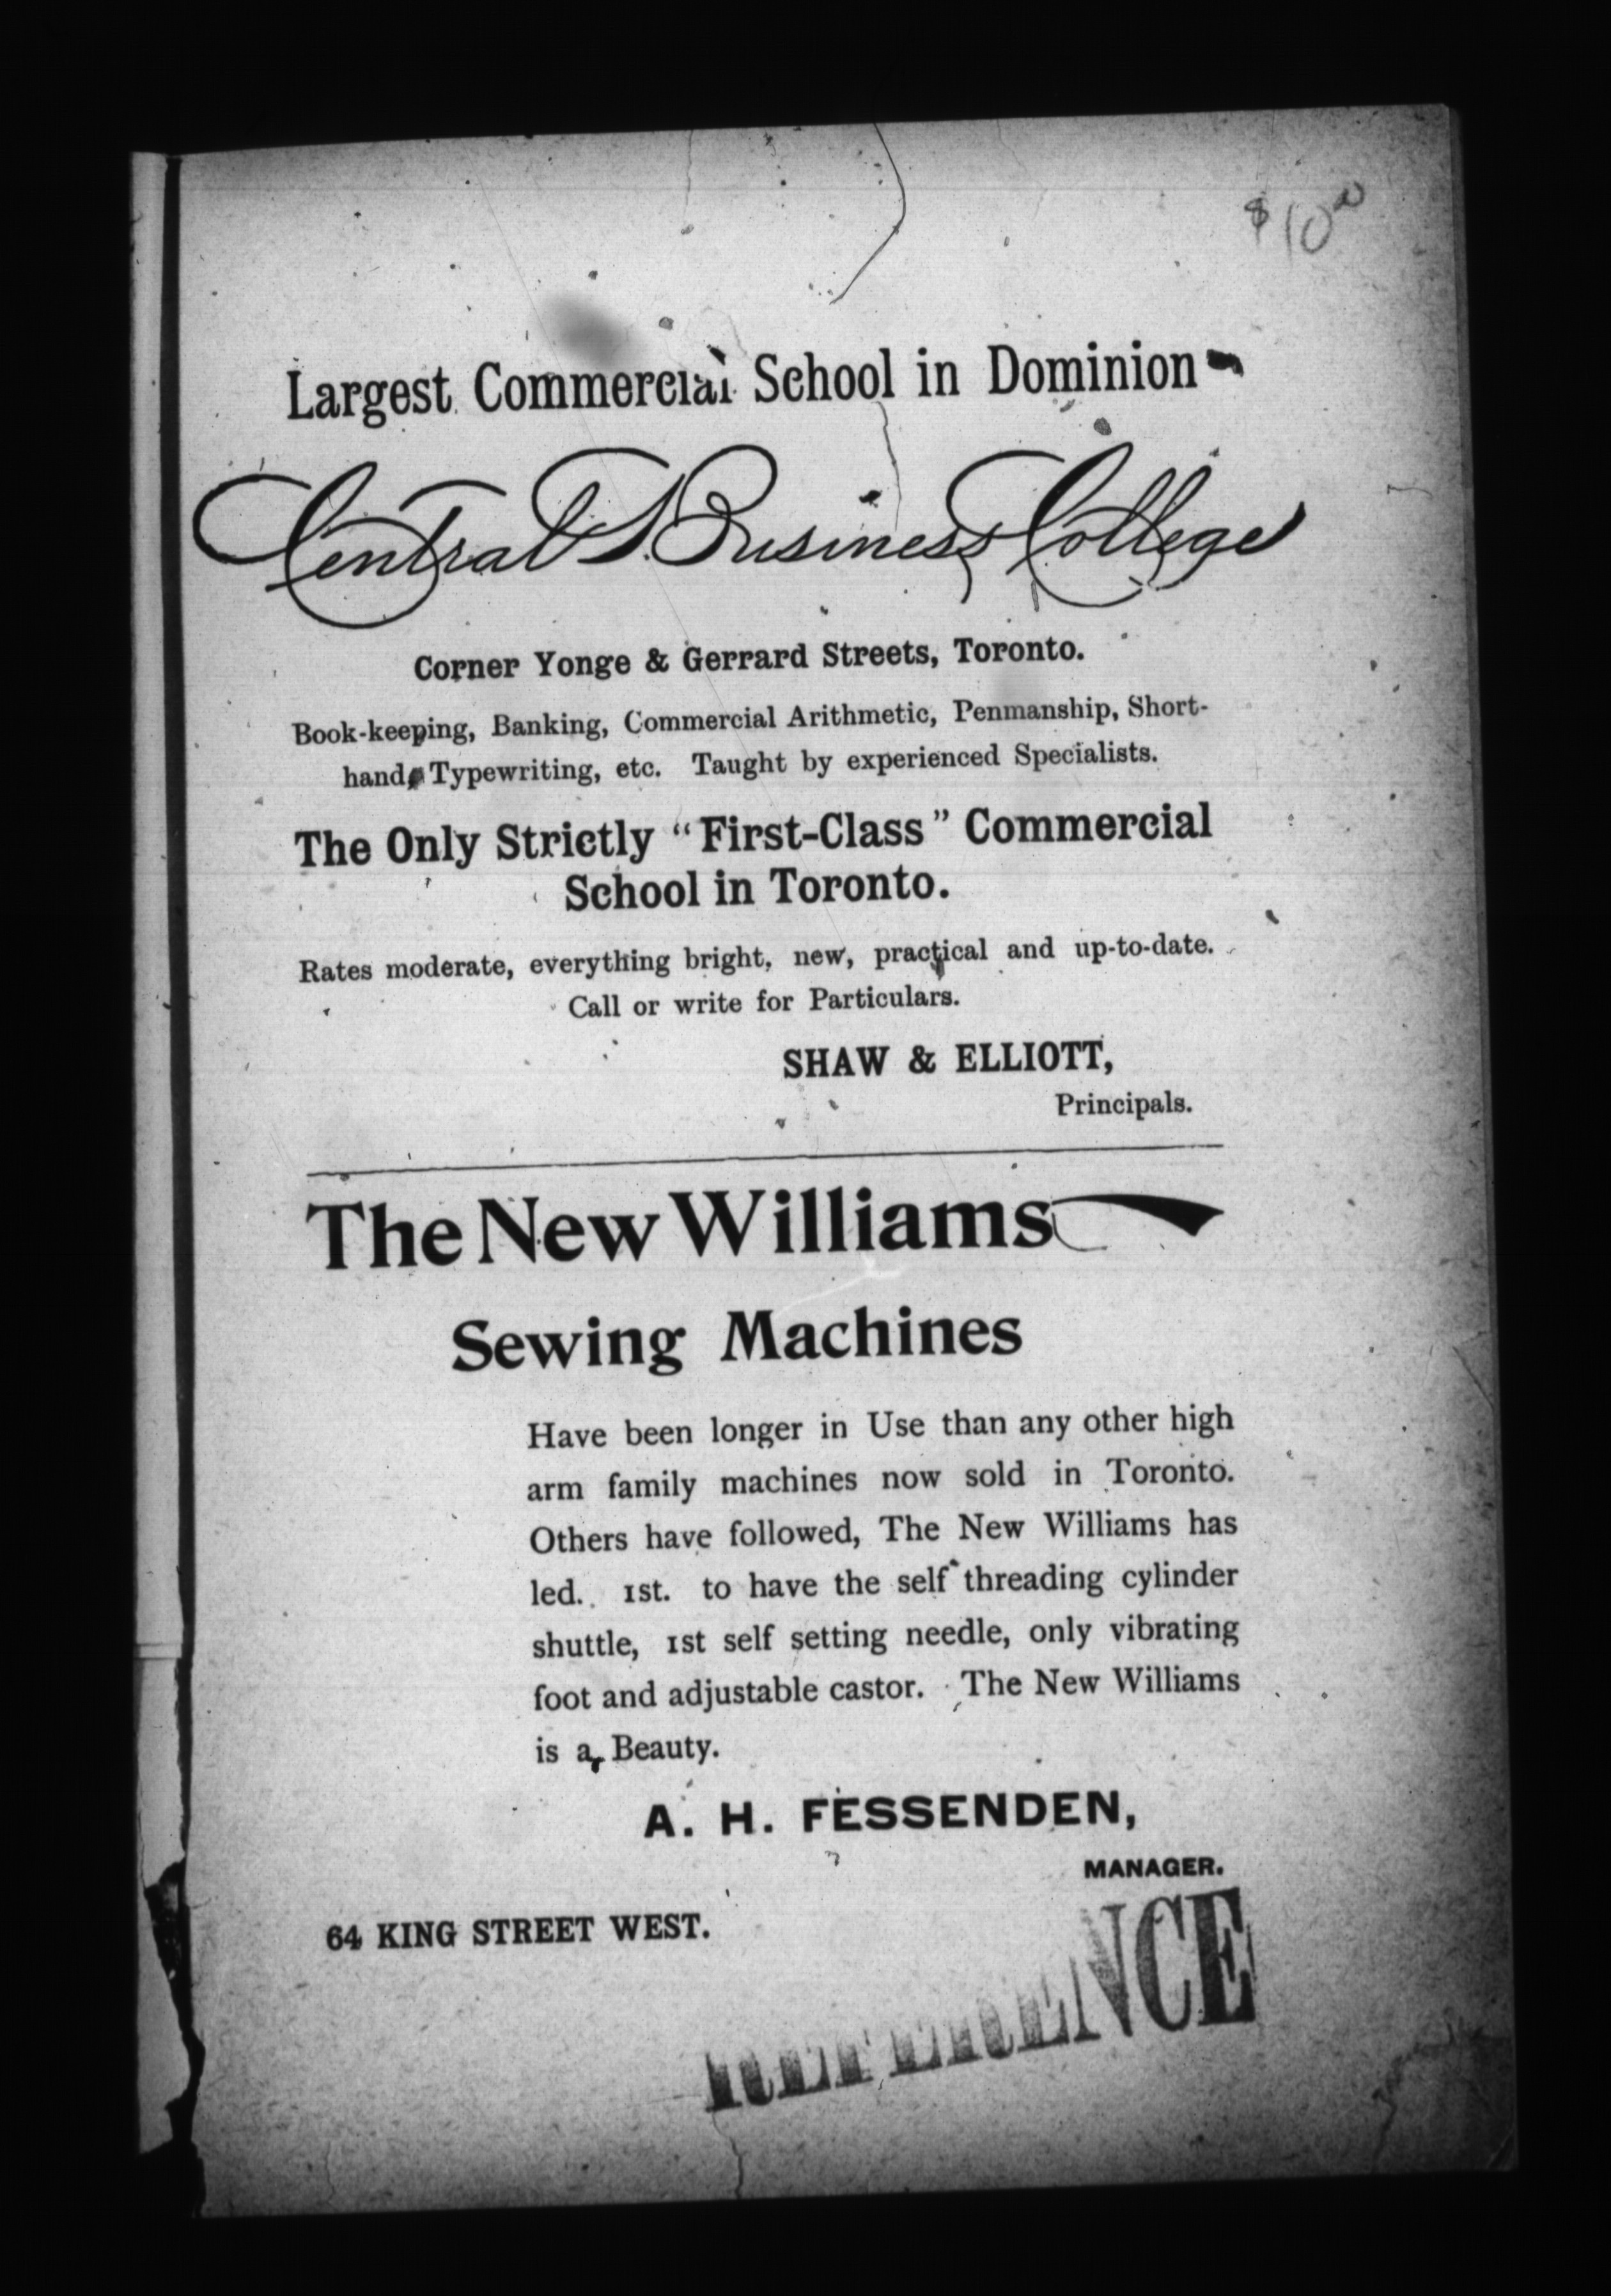 $10 00
Largest Commercial School in Dominion
Central Business College
Corner Yonge & Gerrard Streets, Toronto.
Book-keeping, Banking, Commercial Arithmetic, Penmanship, Short-
hand, Typewriting, etc. Taught by experienced Specialists.
The Only Strictly "First-Class" Commercial
School in Toronto.
Rates moderate, everything bright, new, practical and up-to-date.
Call or write for Particulars.
SHAW & ELLIOTT,
Principals.
The New Williams
Sewing Machines
Have been longer in Use than any other high
arm family machines now sold in Toronto.
Others have followed, The New Williams has
led. 1st. to have the self threading cylinder
shuttle, 1st self setting needle, only vibrating
foot and adjustable castor. The New Williams
is a Beauty.
A. H. FESSENDEN,
MANAGER.
64 KING STREET WEST.
REFERENCE